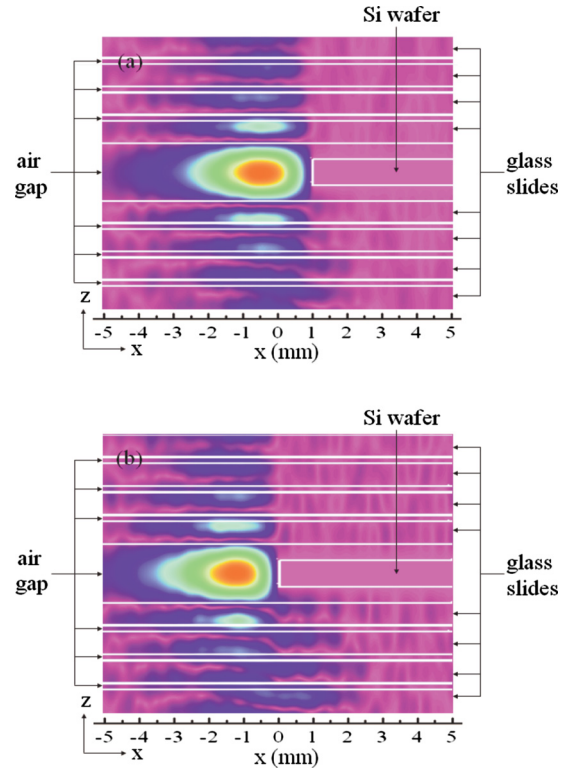 Si wafer
(a)
air
gap
glass
slides
z
x
-5 -4 -3 -2 -1 0 1 2 3 4 5
x (mm)
Si wafer
(b)
air
gap
glass
slides
z
x
-5 -4 -3 -2 -1 0 1 2 3 4 5
x (mm)